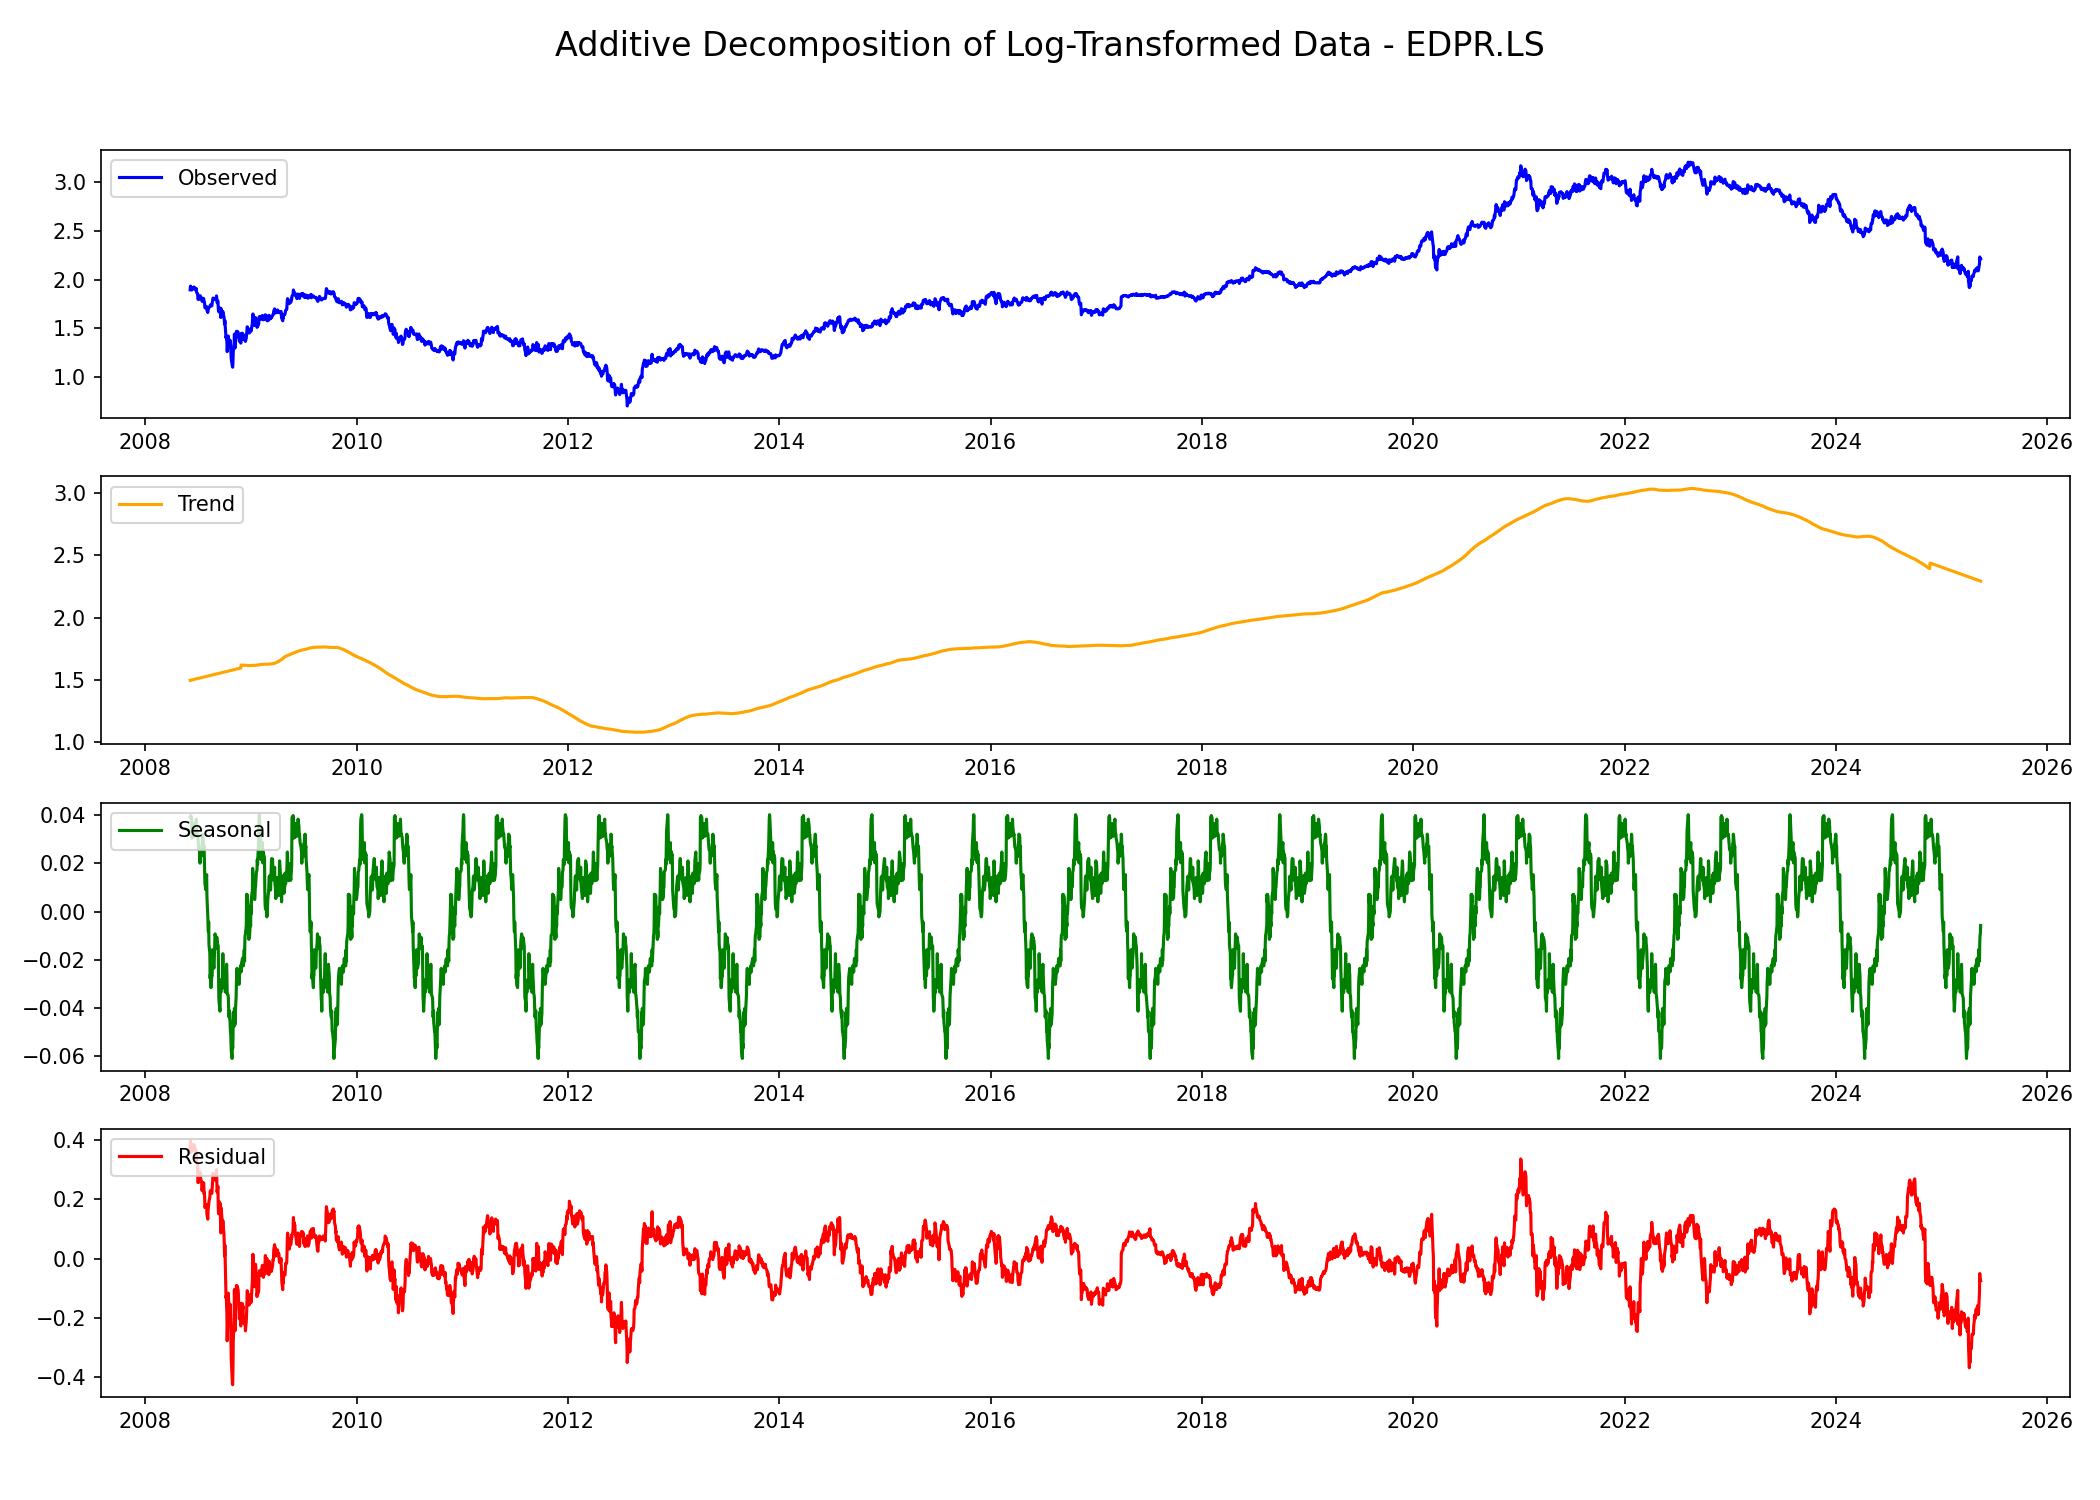 Additive Decomposition of Log-Transformed Data - EDPR.LS
Observed
3.0
2.5
2.0
1.5
1.0
2008 2010 2012 2014 2016 2018 2020 2022 2024 2026
Trend
3.0
2.5
2.0
1.5
1.0
2008 2010 2012 2014 2016 2018 2020 2022 2024 2026
Seasonal
0.04
0.02
0.00
−0.02
−0.04
−0.06
2008 2010 2012 2014 2016 2018 2020 2022 2024 2026
Residual
0.4
0.2
0.0
−0.2
−0.4
2008 2010 2012 2014 2016 2018 2020 2022 2024 2026